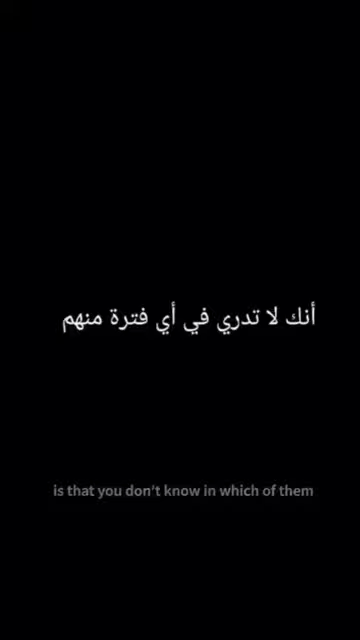 أنك لا تدري في أي فترة منهم
is that you don't know in which of them